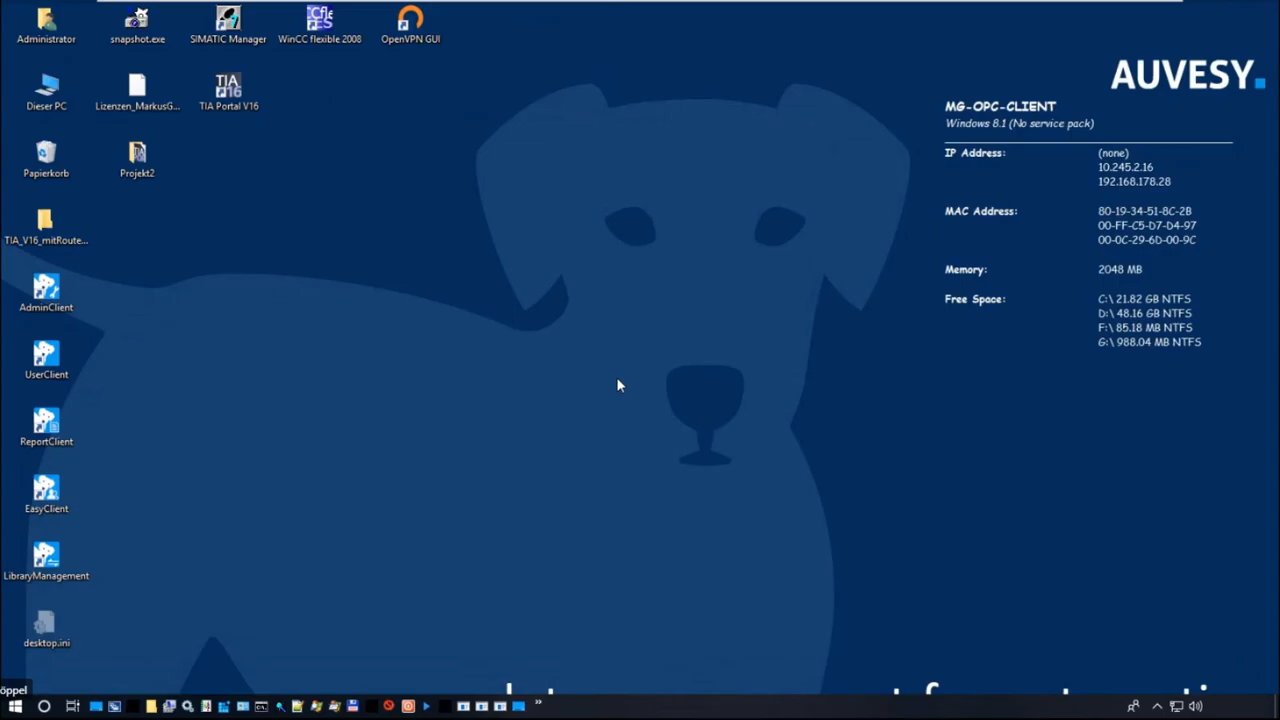 Administrator
snapshot.exe
SIMATIC Manager
WinCC flexible 2008
OpenVPN GUI
Dieser PC
Lizenzen_MarkusG...
TIA Portal V16
Papierkorb
Projekt2
TIA_V16_mitRoute...
AdminClient
UserClient
ReportClient
EasyClient
LibraryManagement
desktop.ini
öppel
AUVESY.
MG-OPC-CLIENT
Windows 8.1 (No service pack)
IP Address: (none)
10.245.2.16
192.168.178.28
MAC Address: 80-19-34-51-8C-2B
00-FF-C5-D7-D4-97
00-0C-29-6D-00-9C
Memory: 2048 MB
Free Space: C:\ 21.82 GB NTFS
D:\ 48.16 GB NTFS
F:\ 85.18 MB NTFS
G:\ 988.04 MB NTFS